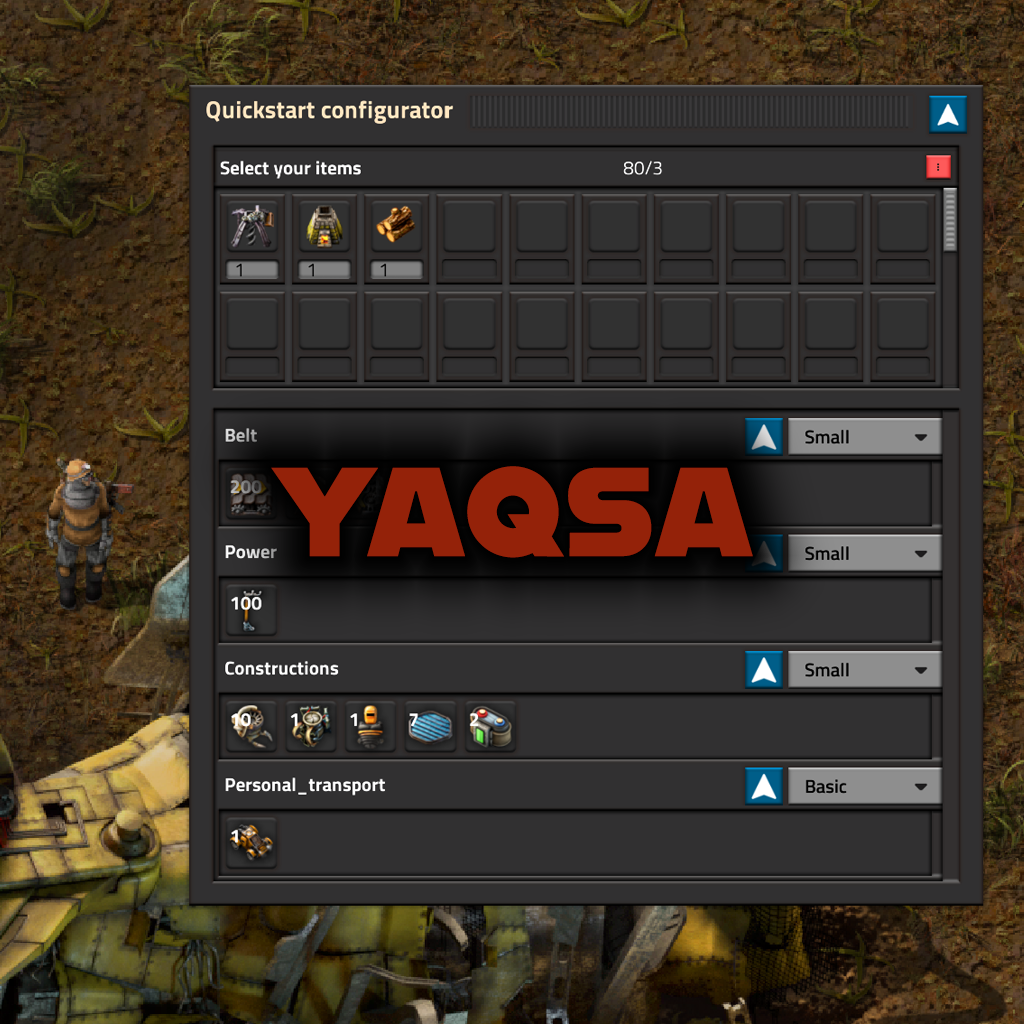 Quickstart configurator
Select your items 80/3
1 1 1
Belt Small
200
YAQSA
Power Small
100
Constructions Small
10 1 1 7 2
Personal_transport Basic
1